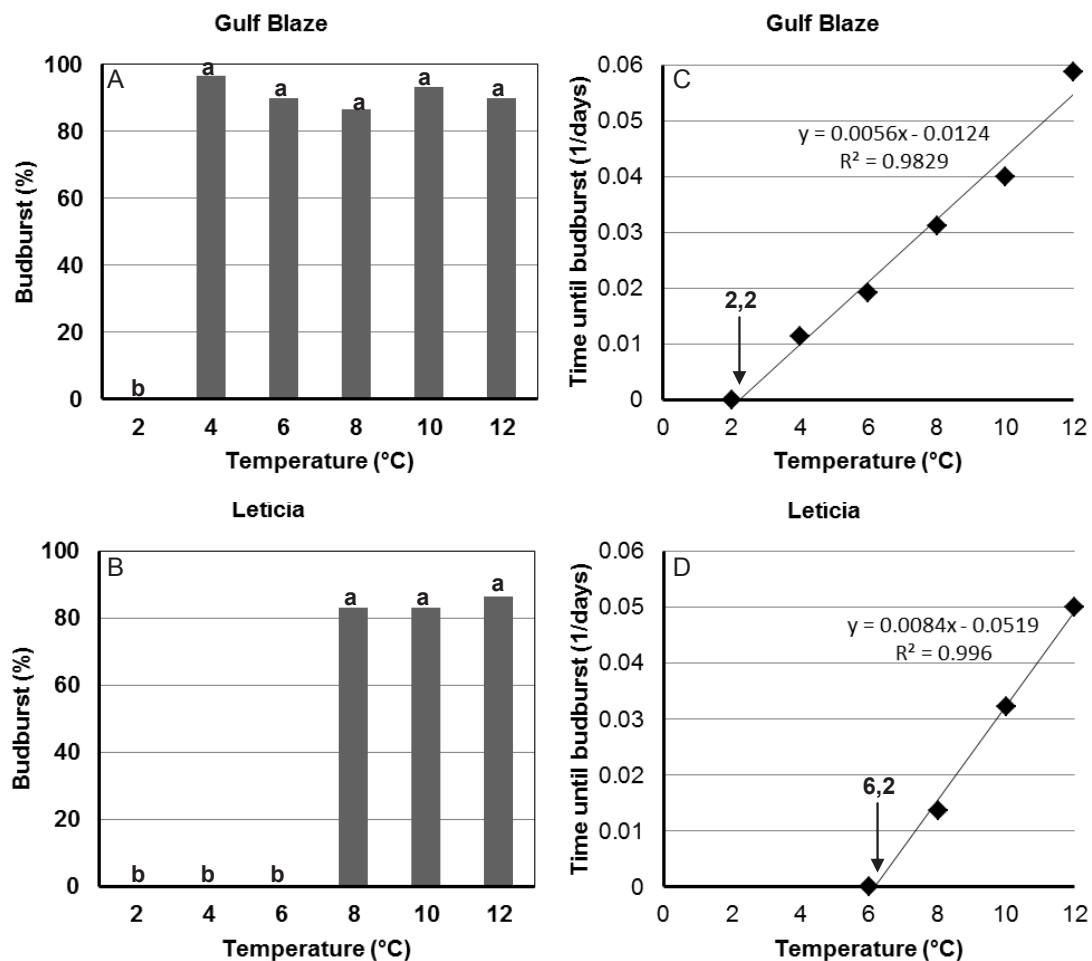 Gulf Blaze
A
Budburst (%)
100
80
60
40
20
0
b
a
a
a
a
a
2 4 6 8 10 12
Temperature (°C)
Gulf Blaze
C
Time until budburst (1/days)
0.06
0.05
0.04
0.03
0.02
0.01
0
y = 0.0056x - 0.0124
R² = 0.9829
2,2
0 2 4 6 8 10 12
Temperature (°C)
Leticia
B
Budburst (%)
100
80
60
40
20
0
b
b
b
a
a
a
2 4 6 8 10 12
Temperature (°C)
Leticia
D
Time until budburst (1/days)
0.06
0.05
0.04
0.03
0.02
0.01
0
y = 0.0084x - 0.0519
R² = 0.996
6,2
0 2 4 6 8 10 12
Temperature (°C)